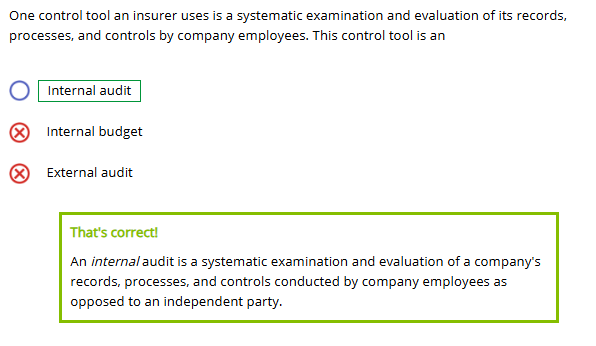 One control tool an insurer uses is a systematic examination and evaluation of its records,
processes, and controls by company employees. This control tool is an
Internal audit
Internal budget
External audit
That's correct!
An internal audit is a systematic examination and evaluation of a company's
records, processes, and controls conducted by company employees as
opposed to an independent party.